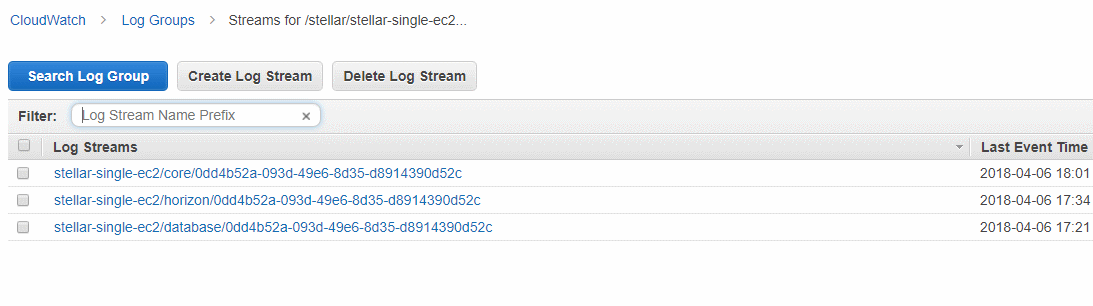 CloudWatch > Log Groups > Streams for /stellar/stellar-single-ec2...
Search Log Group Create Log Stream Delete Log Stream
Filter: Log Stream Name Prefix ×
Log Streams Last Event Time
stellar-single-ec2/core/0dd4b52a-093d-49e6-8d35-d8914390d52c 2018-04-06 18:01
stellar-single-ec2/horizon/0dd4b52a-093d-49e6-8d35-d8914390d52c 2018-04-06 17:34
stellar-single-ec2/database/0dd4b52a-093d-49e6-8d35-d8914390d52c 2018-04-06 17:21